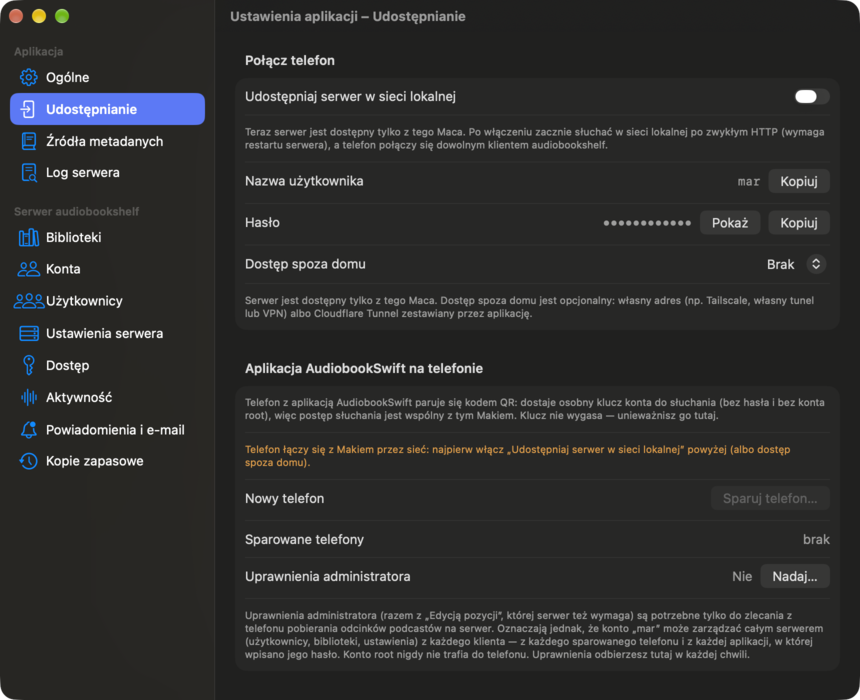 Ustawienia aplikacji – Udostępnianie
Aplikacja
Ogólne
Udostępnianie
Źródła metadanych
Log serwera
Serwer audiobookshelf
Biblioteki
Konta
Użytkownicy
Ustawienia serwera
Dostęp
Aktywność
Powiadomienia i e-mail
Kopie zapasowe
Połącz telefon
Udostępniaj serwer w sieci lokalnej
Teraz serwer jest dostępny tylko z tego Maca. Po włączeniu zacznie słuchać w sieci lokalnej po zwykłym HTTP (wymaga
restartu serwera), a telefon połączy się dowolnym klientem audiobookshelf.
Nazwa użytkownika mar Kopiuj
Hasło •••••••••••• Pokaż Kopiuj
Dostęp spoza domu Brak
Serwer jest dostępny tylko z tego Maca. Dostęp spoza domu jest opcjonalny: własny adres (np. Tailscale, własny tunel
lub VPN) albo Cloudflare Tunnel zestawiany przez aplikację.
Aplikacja AudiobookSwift na telefonie
Telefon z aplikacją AudiobookSwift paruje się kodem QR: dostaje osobny klucz konta do słuchania (bez hasła i bez konta
root), więc postęp słuchania jest wspólny z tym Makiem. Klucz nie wygasa — unieważnisz go tutaj.
Telefon łączy się z Makiem przez sieć: najpierw włącz „Udostępniaj serwer w sieci lokalnej” powyżej (albo dostęp
spoza domu).
Nowy telefon Sparuj telefon...
Sparowane telefony brak
Uprawnienia administratora Nie Nadaj...
Uprawnienia administratora (razem z „Edycją pozycji”, której serwer też wymaga) są potrzebne tylko do zlecania z
telefonu pobierania odcinków podcastów na serwer. Oznaczają jednak, że konto „mar” może zarządzać całym serwerem
(użytkownicy, biblioteki, ustawienia) z każdego klienta — z każdego sparowanego telefonu i z każdej aplikacji, w której
wpisano jego hasło. Konto root nigdy nie trafia do telefonu. Uprawnienia odbierzesz tutaj w każdej chwili.